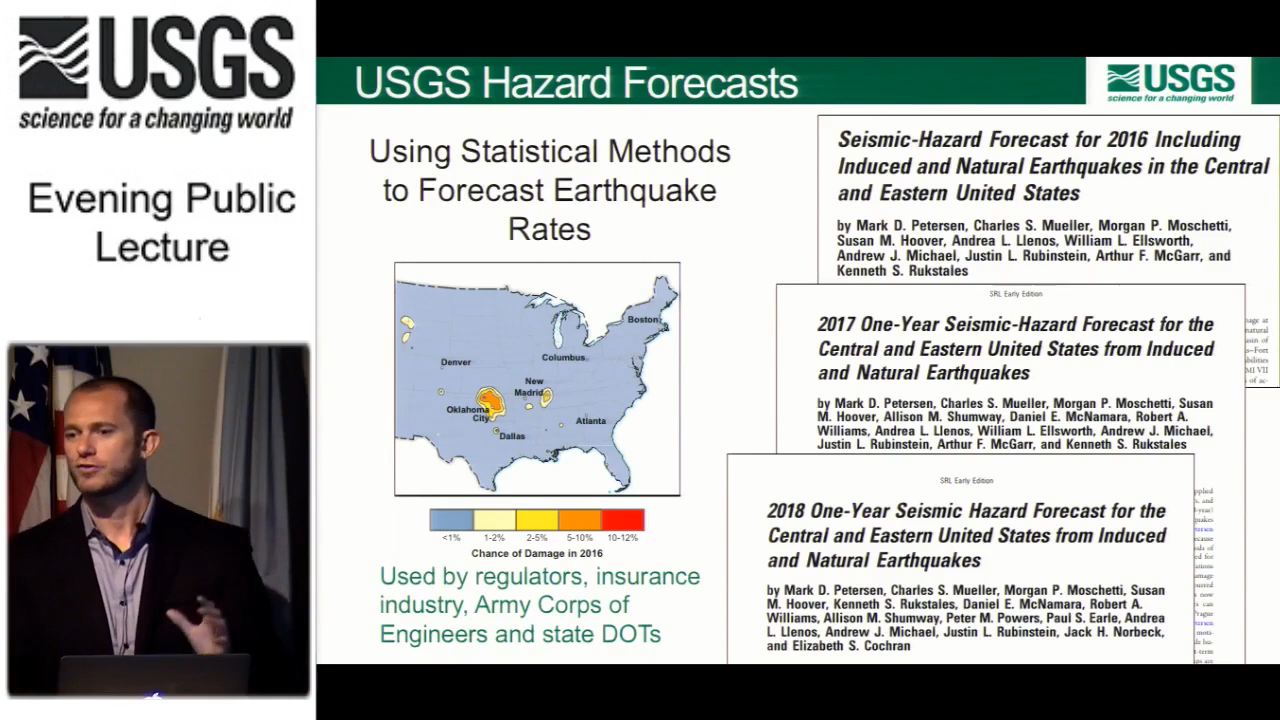 USGS
science for a changing world
Evening Public
Lecture
USGS Hazard Forecasts
USGS
science for a changing world
Using Statistical Methods
to Forecast Earthquake
Rates
Boston
Denver
Columbus
New
Madrid
Oklahoma
City
Atlanta
Dallas
<1%
1-2%
2-5%
5-10%
10-12%
Chance of Damage in 2016
Used by regulators, insurance
industry, Army Corps of
Engineers and state DOTs
Seismic-Hazard Forecast for 2016 Including
Induced and Natural Earthquakes in the Central
and Eastern United States
by Mark D. Petersen, Charles S. Mueller, Morgan P. Moschetti,
Susan M. Hoover, Andrea L. Llenos, William L. Ellsworth,
Andrew J. Michael, Justin L. Rubinstein, Arthur F. McGarr, and
Kenneth S. Rukstales
SRL Early Edition
2017 One-Year Seismic-Hazard Forecast for the
Central and Eastern United States from Induced
and Natural Earthquakes
by Mark D. Petersen, Charles S. Mueller, Morgan P. Moschetti, Susan
M. Hoover, Allison M. Shumway, Daniel E. McNamara, Robert A.
Williams, Andrea L. Llenos, William L. Ellsworth, Andrew J. Michael,
Justin L. Rubinstein, Arthur F. McGarr, and Kenneth S. Rukstales
SRL Early Edition
2018 One-Year Seismic Hazard Forecast for the
Central and Eastern United States from Induced
and Natural Earthquakes
by Mark D. Petersen, Charles S. Mueller, Morgan P. Moschetti, Susan
M. Hoover, Kenneth S. Rukstales, Daniel E. McNamara, Robert A.
Williams, Allison M. Shumway, Peter M. Powers, Paul S. Earle, Andrea
L. Llenos, Andrew J. Michael, Justin L. Rubinstein, Jack H. Norbeck,
and Elizabeth S. Cochran